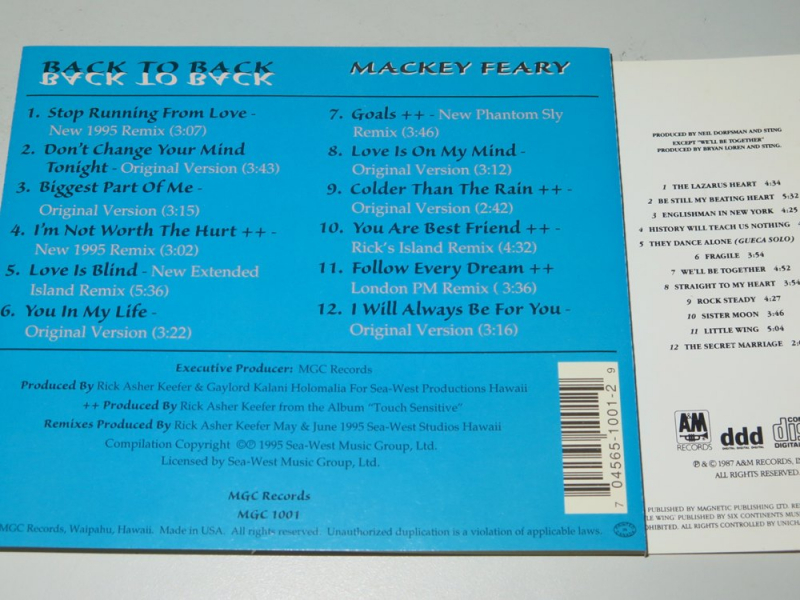 BACK TO BACK
BACK TO BACK
MACKEY FEARY
1. Stop Running From Love -
New 1995 Remix (3:07)
2. Don't Change Your Mind
Tonight - Original Version (3:43)
3. Biggest Part Of Me -
Original Version (3:15)
4. I'm Not Worth The Hurt ++ -
New 1995 Remix (3:02)
5. Love Is Blind - New Extended
Island Remix (5:36)
6. You In My Life -
Original Version (3:22)
7. Goals ++ - New Phantom Sly
Remix (3:46)
8. Love Is On My Mind -
Original Version (3:12)
9. Colder Than The Rain ++ -
Original Version (2:42)
10. You Are Best Friend ++ -
Rick's Island Remix (4:32)
11. Follow Every Dream ++
London PM Remix ( 3:36)
12. I Will Always Be For You -
Original Version (3:16)
Executive Producer: MGC Records
Produced By Rick Asher Keefer & Gaylord Kalani Holomalia For Sea-West Productions Hawaii
++ Produced By Rick Asher Keefer from the Album "Touch Sensitive"
Remixes Produced By Rick Asher Keefer May & June 1995 Sea-West Studios Hawaii
Compilation Copyright ©℗ 1995 Sea-West Music Group, Ltd.
Licensed by Sea-West Music Group, Ltd.
MGC Records
MGC 1001
MGC Records, Waipahu, Hawaii. Made in USA. All rights reserved. Unauthorized duplication is a violation of applicable laws.
7 04565-1001-2 9
PRODUCED BY NEIL DORFSMAN AND STING
EXCEPT "WE'LL BE TOGETHER"
PRODUCED BY BRYAN LOREN AND STING.
1 THE LAZARUS HEART 4:34
2 BE STILL MY BEATING HEART 5:32
3 ENGLISHMAN IN NEW YORK 4:25
4 HISTORY WILL TEACH US NOTHING
5 THEY DANCE ALONE (GUECA SOLO)
6 FRAGILE 3:54
7 WE'LL BE TOGETHER 4:52
8 STRAIGHT TO MY HEART 3:54
9 ROCK STEADY 4:27
10 SISTER MOON 3:46
11 LITTLE WING 5:04
12 THE SECRET MARRIAGE
A&M
RECORDS
ddd
DIGITAL DIGITAL DIGITAL
℗ & © 1987 A&M RECORDS,
ALL RIGHTS RESERVED.
PUBLISHED BY MAGNETIC PUBLISHING LTD.
WING' PUBLISHED BY SIX CONTINENTS
ALL RIGHTS CONTROLLED BY